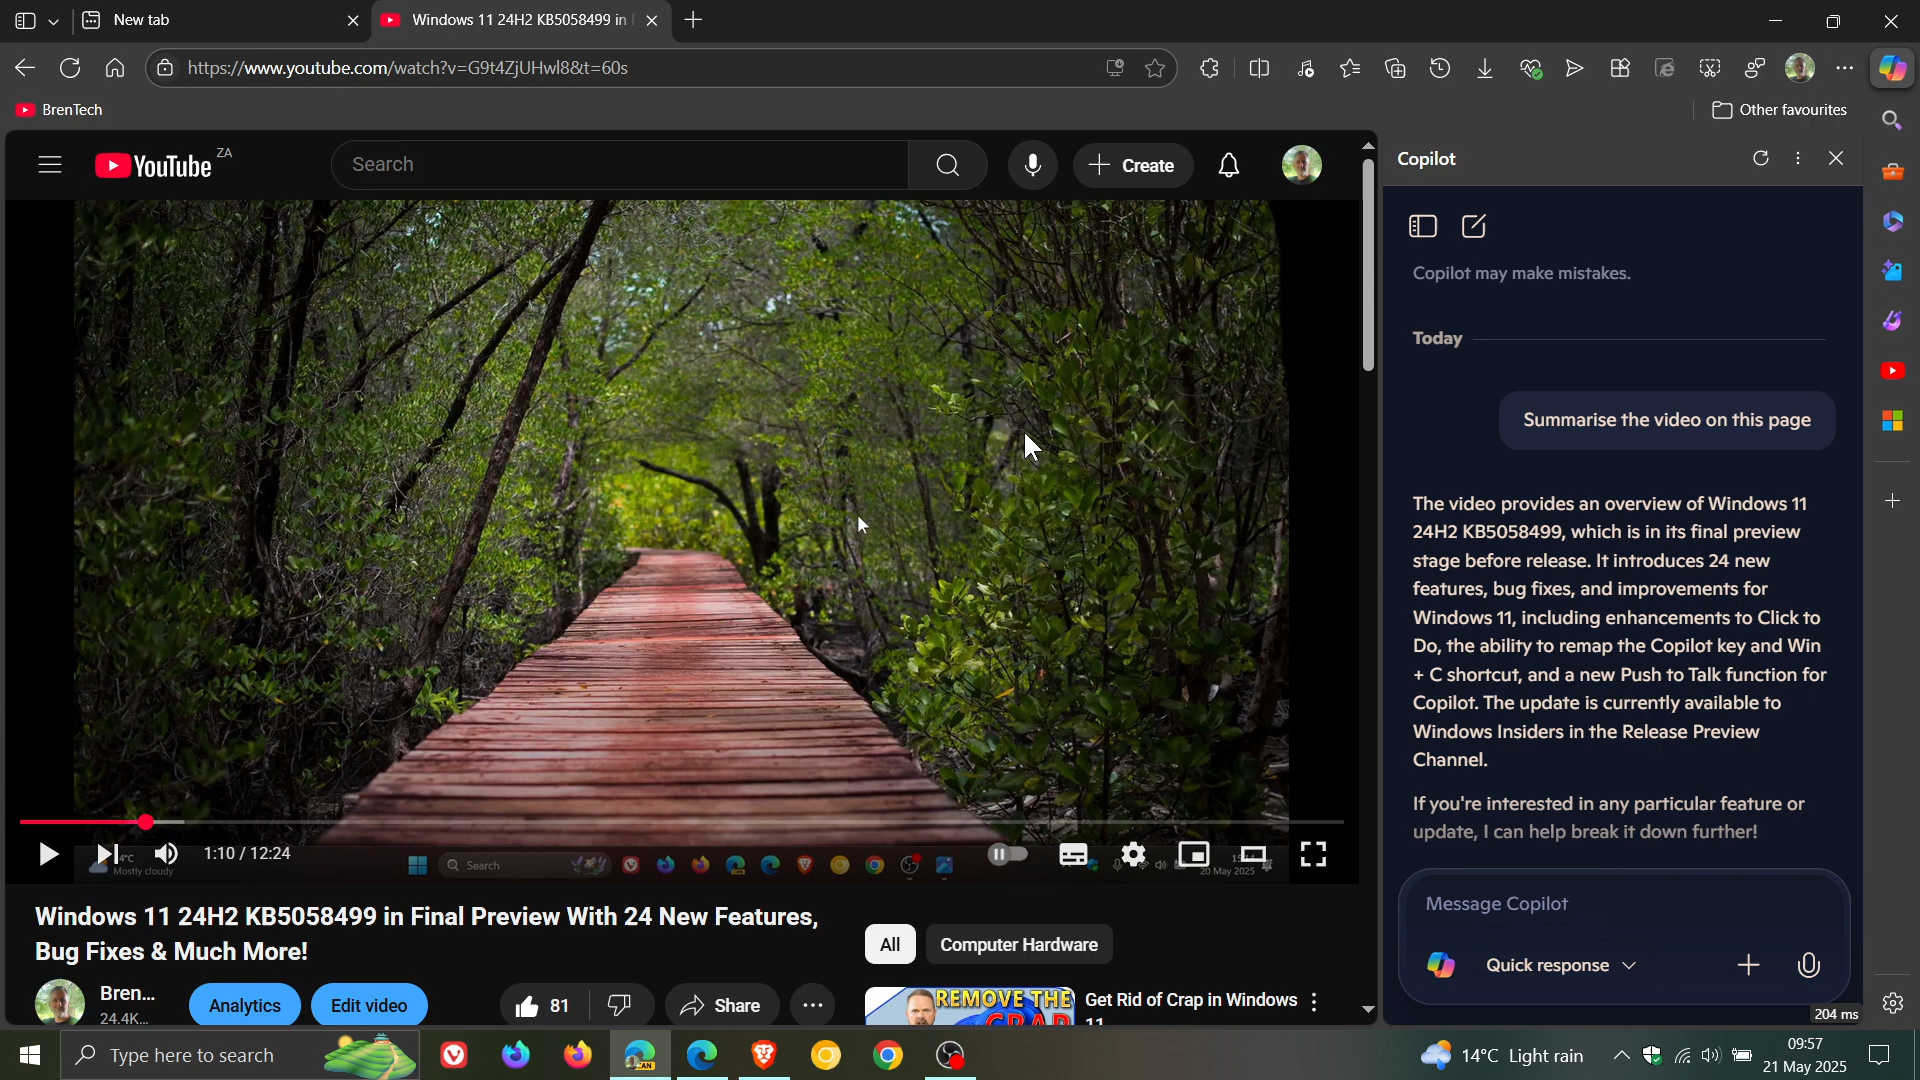 New tab
Windows 11 24H2 KB5058499 in
https://www.youtube.com/watch?v=G9t4ZjUHwl8&t=60s
BrenTech
Other favourites
YouTube ZA
Search
Create
Copilot
Copilot may make mistakes.
Today
Summarise the video on this page
The video provides an overview of Windows 11
24H2 KB5058499, which is in its final preview
stage before release. It introduces 24 new
features, bug fixes, and improvements for
Windows 11, including enhancements to Click to
Do, the ability to remap the Copilot key and Win
+ C shortcut, and a new Push to Talk function for
Copilot. The update is currently available to
Windows Insiders in the Release Preview
Channel.
If you're interested in any particular feature or
update, I can help break it down further!
1:10 / 12:24
Mostly cloudy
Search
20 May 2025
Windows 11 24H2 KB5058499 in Final Preview With 24 New Features,
Bug Fixes & Much More!
Bren...
24.4K...
Analytics
Edit video
81
Share
All
Computer Hardware
REMOVE THE
CRAP
Get Rid of Crap in Windows
11
Message Copilot
Quick response
204 ms
Type here to search
CAN
14°C Light rain
09:57
21 May 2025